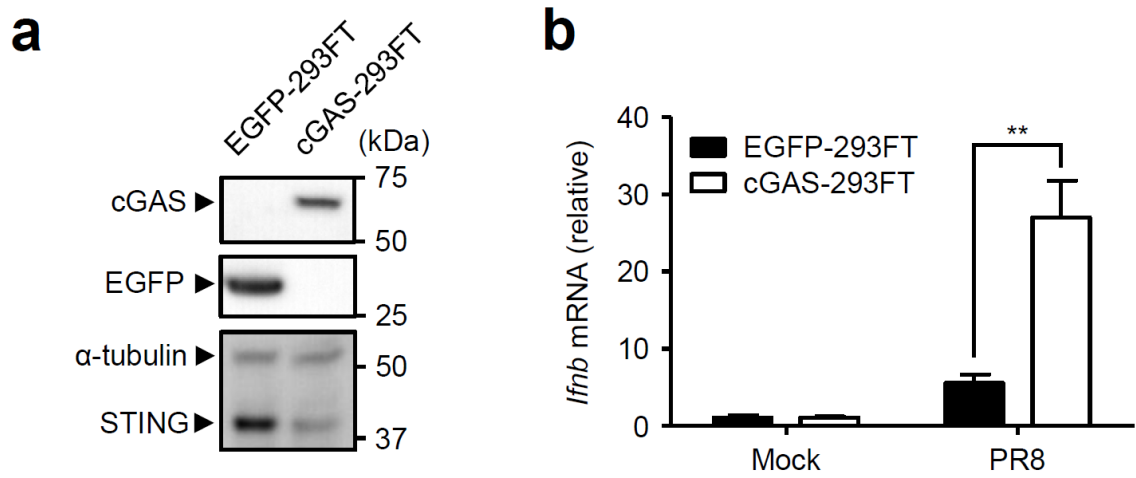 a
EGFP-293FT
cGAS-293FT
(kDa)
cGAS
75
50
EGFP
25
α-tubulin
50
STING
37
b
Ifnb mRNA (relative)
40
30
20
10
0
EGFP-293FT
cGAS-293FT
**
Mock
PR8